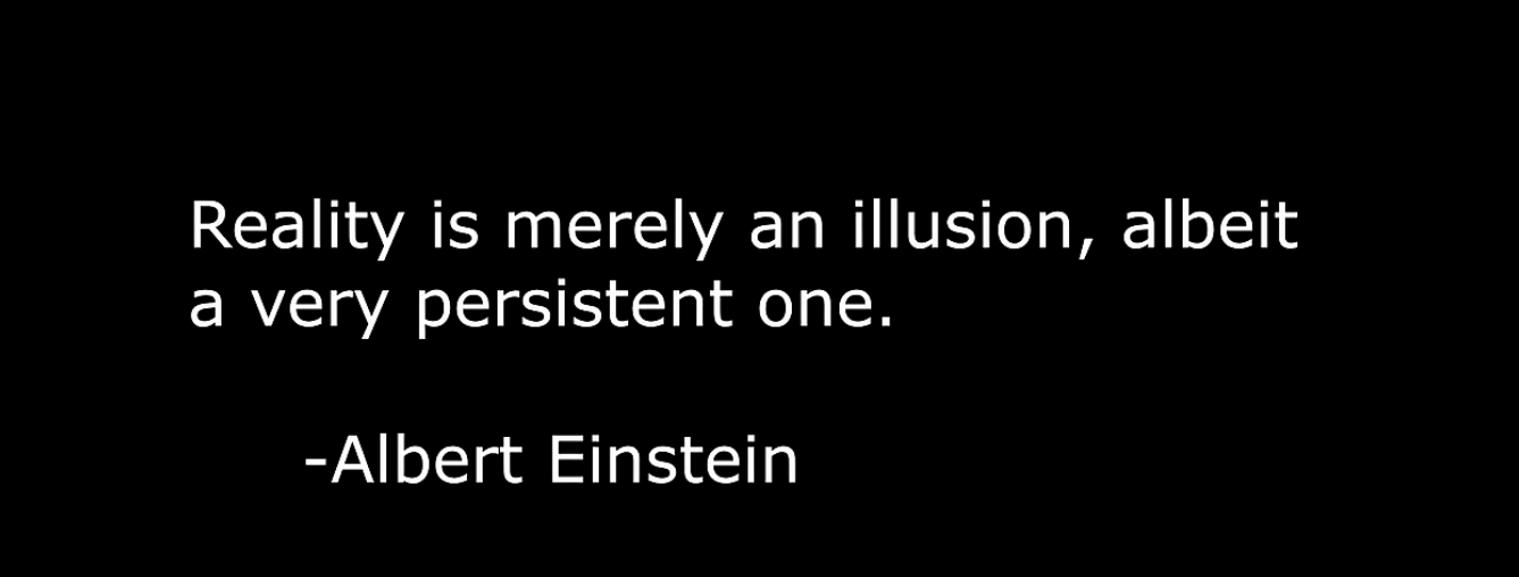 Reality is merely an illusion, albeit
a very persistent one.
-Albert Einstein